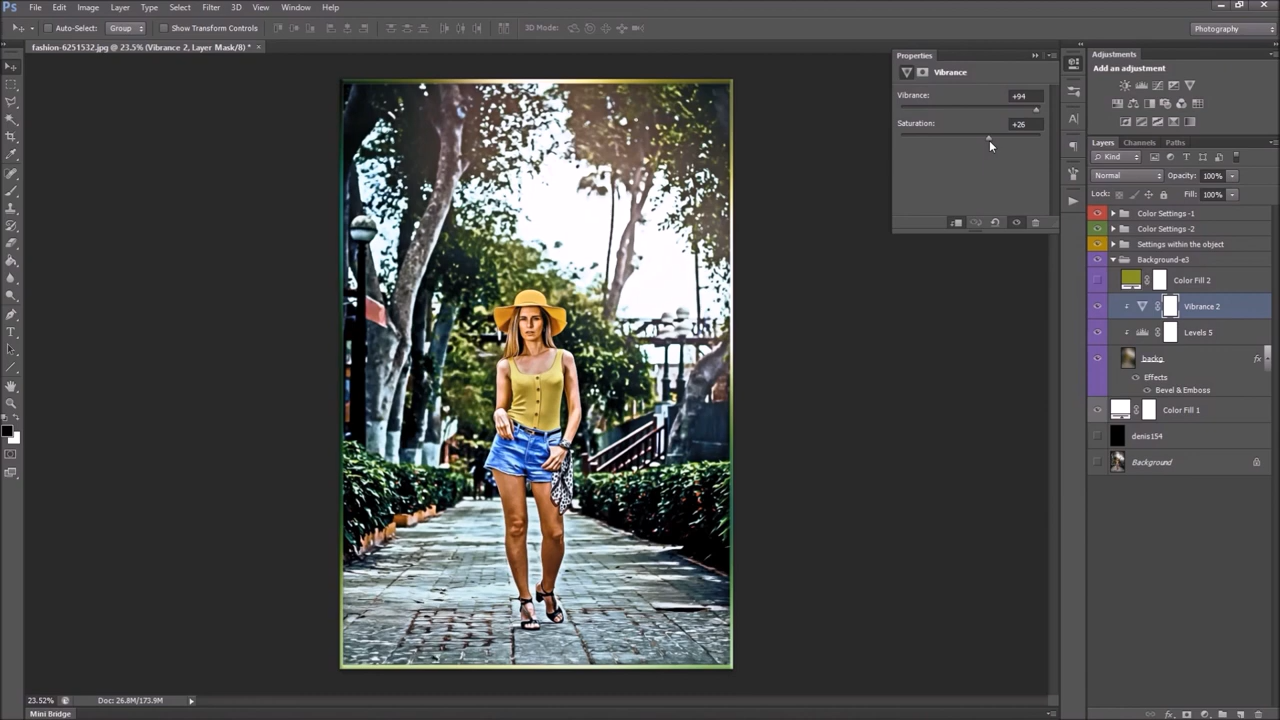 Ps File Edit Image Layer Type Select Filter 3D View Window Help
Auto-Select: Group Show Transform Controls 3D Mode: Photography
fashion-6251532.jpg @ 23.5% (Vibrance 2, Layer Mask/8) * ×
Properties
Vibrance
Vibrance: +94
Saturation: +26
Adjustments
Add an adjustment
Layers Channels Paths
Kind
Normal Opacity: 100%
Lock: Fill: 100%
Color Settings -1
Color Settings -2
Settings within the object
Background-e3
Color Fill 2
Vibrance 2
Levels 5
backg. fx
Effects
Bevel & Emboss
Color Fill 1
denis154
Background
23.52% Doc: 26.8M/173.9M
Mini Bridge